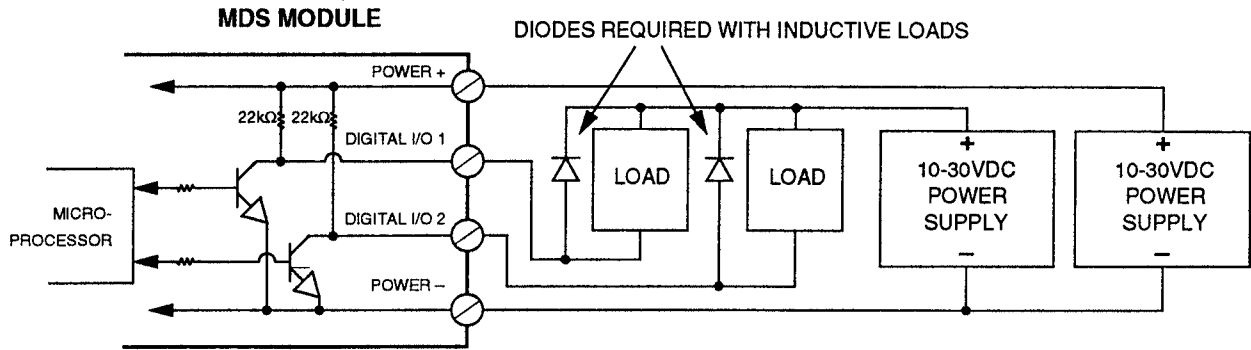 MDS MODULE
DIODES REQUIRED WITH INDUCTIVE LOADS
POWER +
22kΩ 22kΩ
DIGITAL I/O 1
MICRO-
PROCESSOR
DIGITAL I/O 2
POWER –
LOAD
LOAD
+
10-30VDC
POWER
SUPPLY
–
+
10-30VDC
POWER
SUPPLY
–